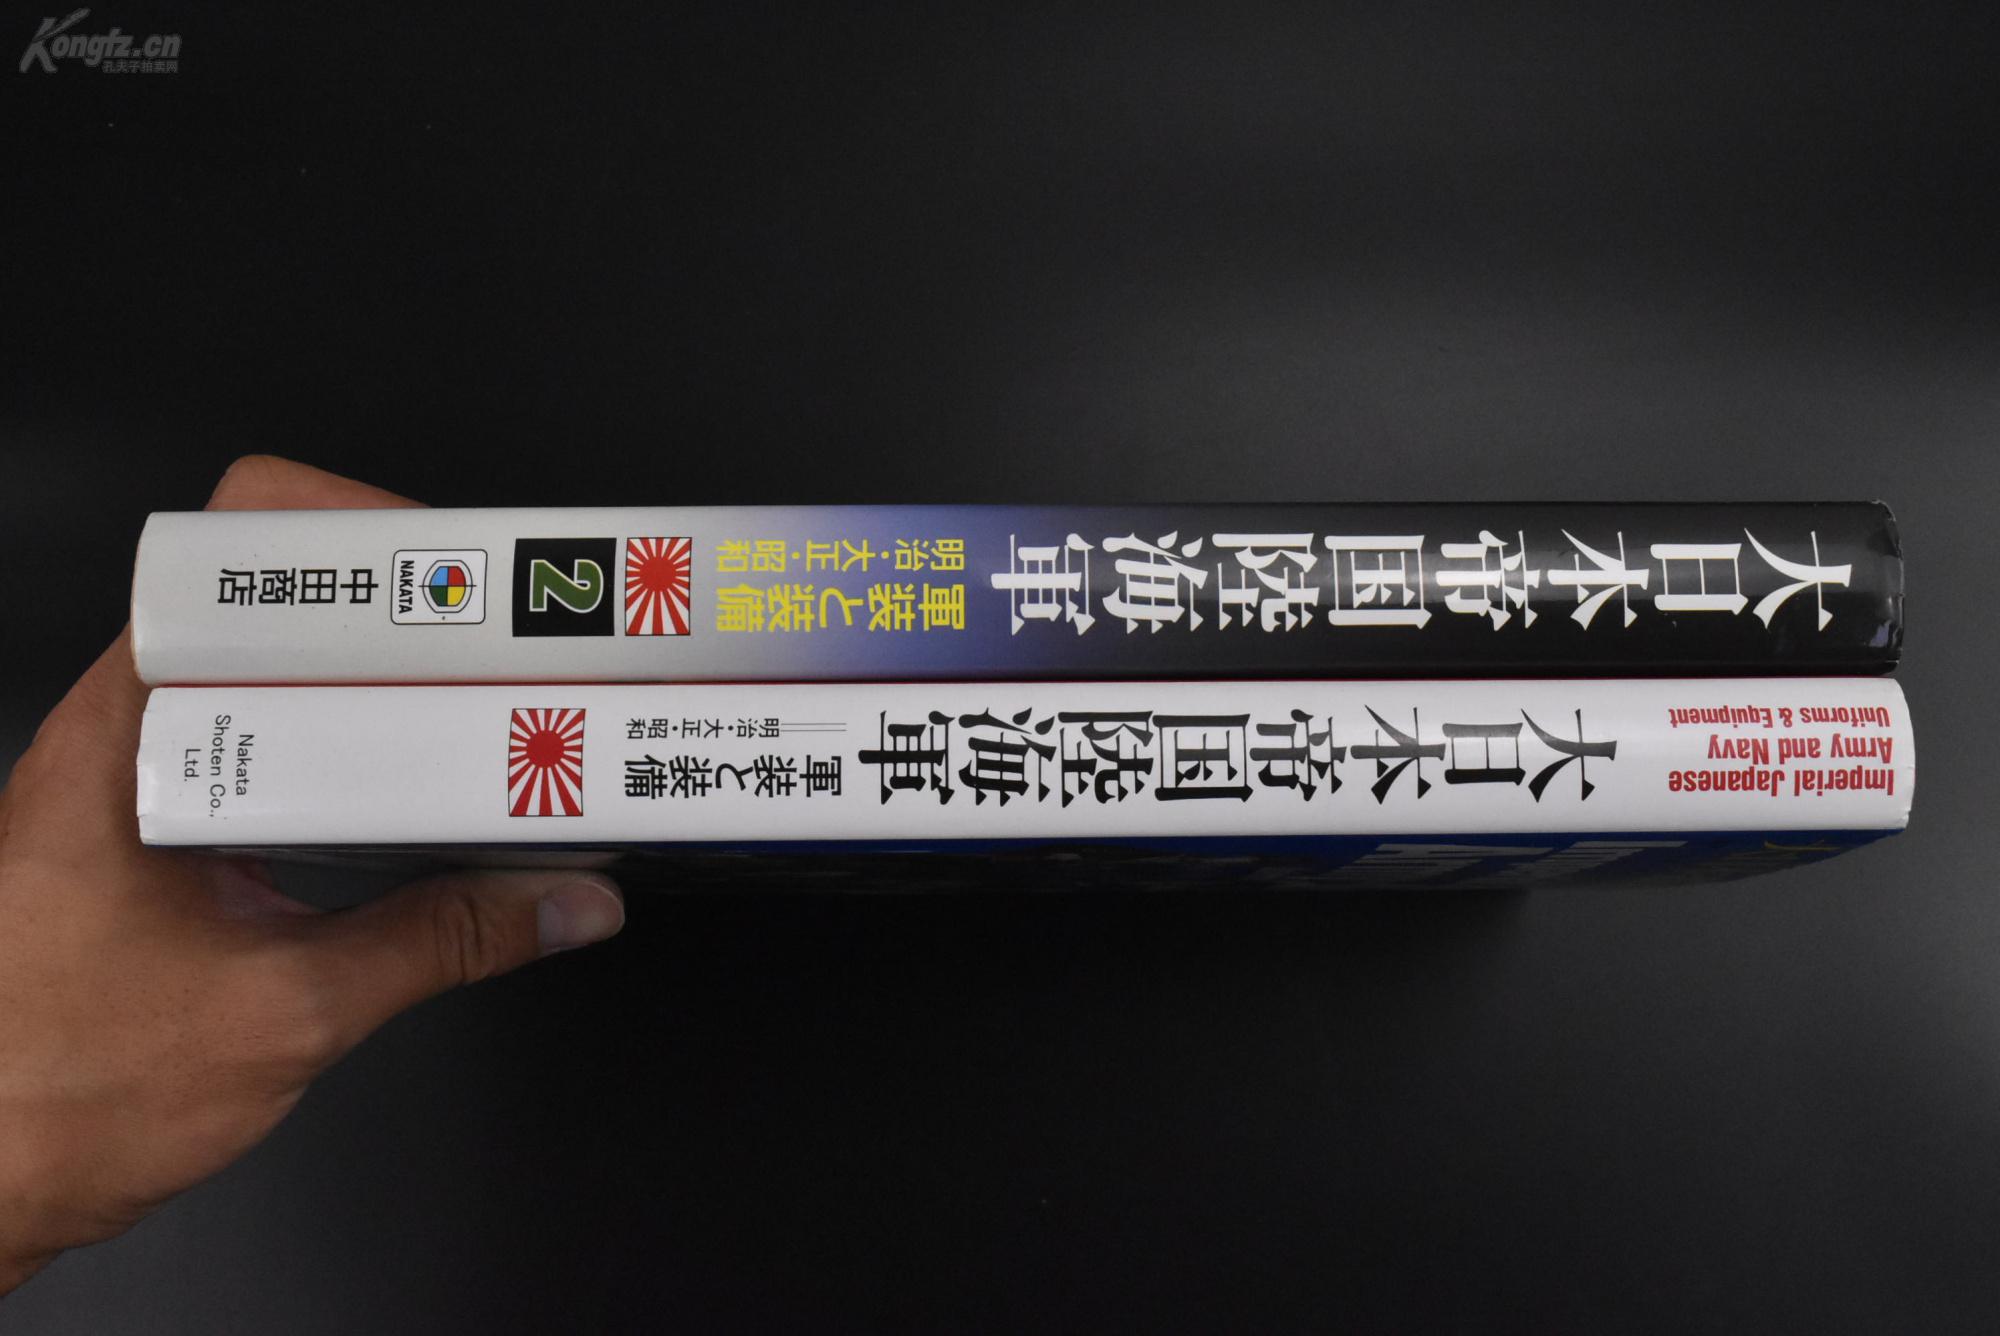 Kongfz.cn
孔夫子拍卖网
大日本帝国陸海軍
明治・大正・昭和
軍装と装備
2
NAKATA
中田商店
Imperial Japanese
Army and Navy
Uniforms & Equipment
大日本帝国陸海軍
明治・大正・昭和
軍装と装備
Nakata
Shoten Co.,
Ltd.